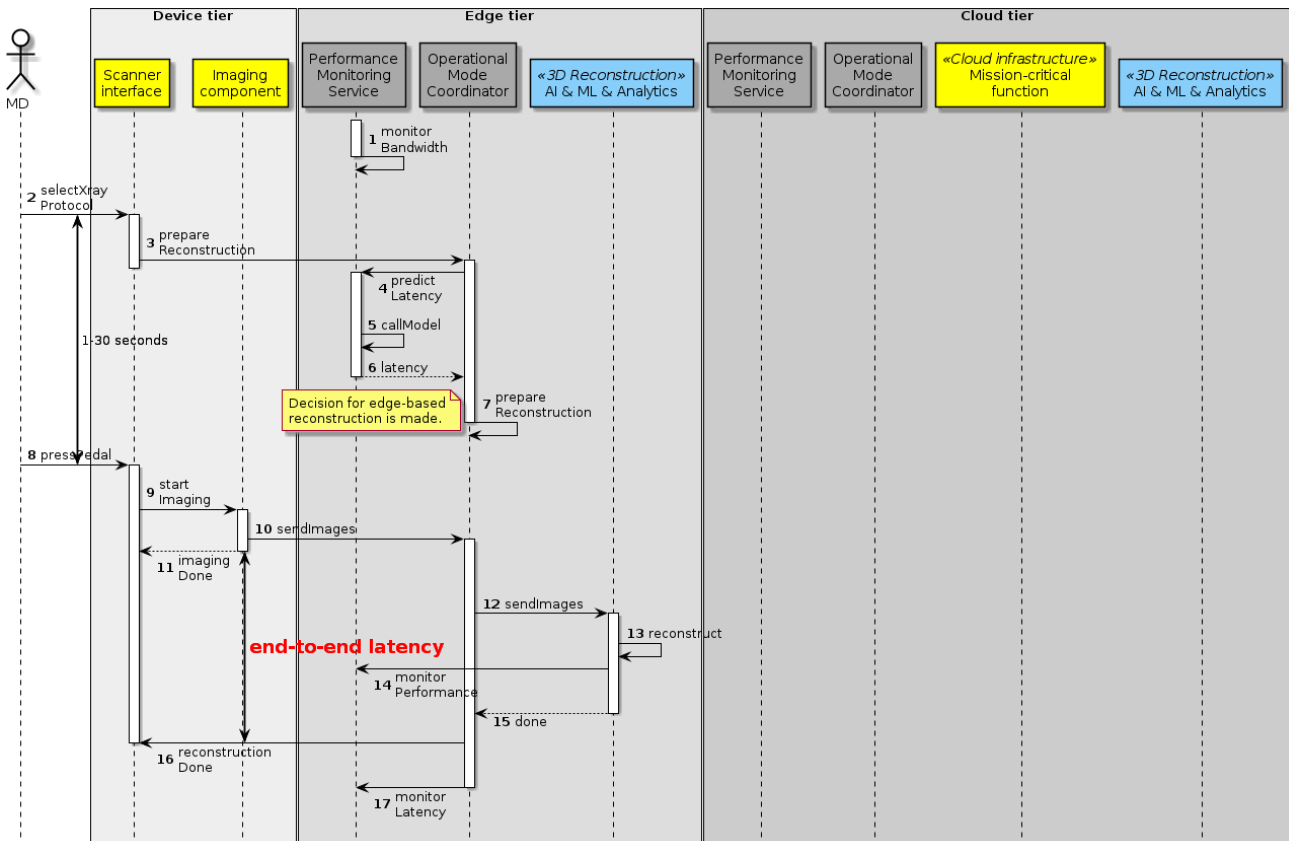 Device tier
Edge tier
Cloud tier
MD
Scanner
interface
Imaging
component
Performance
Monitoring
Service
Operational
Mode
Coordinator
«3D Reconstruction»
AI & ML & Analytics
Performance
Monitoring
Service
Operational
Mode
Coordinator
«Cloud infrastructure»
Mission-critical
function
«3D Reconstruction»
AI & ML & Analytics
1 monitor
Bandwidth
2 selectXray
Protocol
3 prepare
Reconstruction
4 predict
Latency
1-30 seconds
5 callModel
6 latency
Decision for edge-based
reconstruction is made.
7 prepare
Reconstruction
8 pressPedal
9 start
Imaging
10 sendImages
11 imaging
Done
12 sendImages
13 reconstruct
end-to-end latency
14 monitor
Performance
15 done
16 reconstruction
Done
17 monitor
Latency